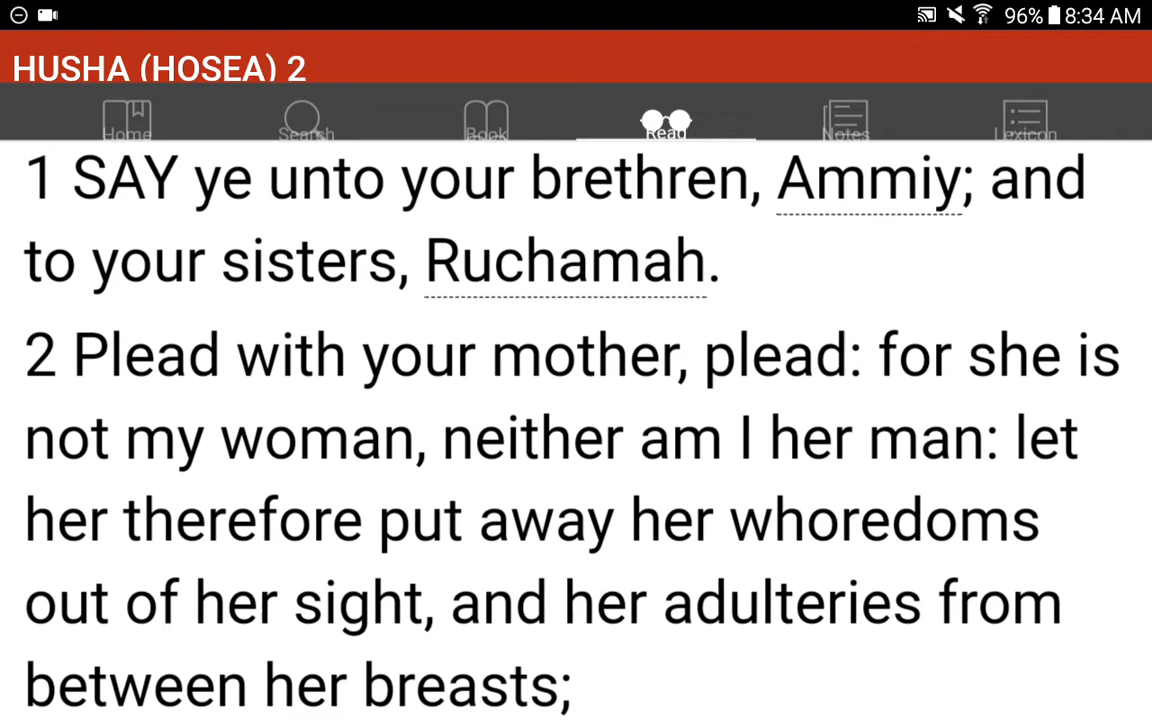 96% 8:34 AM
HUSHA (HOSEA) 2
Home Search Book Read Notes Lexicon
1 SAY ye unto your brethren, Ammiy; and
to your sisters, Ruchamah.
2 Plead with your mother, plead: for she is
not my woman, neither am I her man: let
her therefore put away her whoredoms
out of her sight, and her adulteries from
between her breasts;